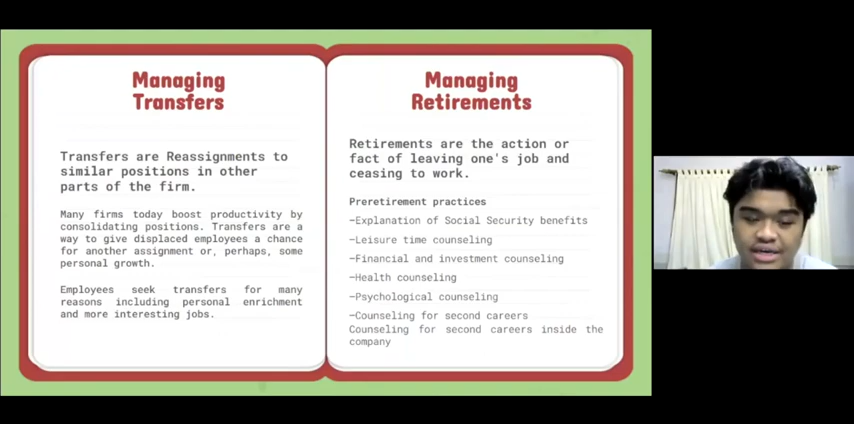 Managing
Transfers
Transfers are Reassignments to
similar positions in other
parts of the firm.
Many firms today boost productivity by
consolidating positions. Transfers are a
way to give displaced employees a chance
for another assignment or, perhaps, some
personal growth.
Employees seek transfers for many
reasons including personal enrichment
and more interesting jobs.
Managing
Retirements
Retirements are the action or
fact of leaving one's job and
ceasing to work.
Preretirement practices
-Explanation of Social Security benefits
-Leisure time counseling
-Financial and investment counseling
-Health counseling
-Psychological counseling
-Counseling for second careers
Counseling for second careers inside the
company